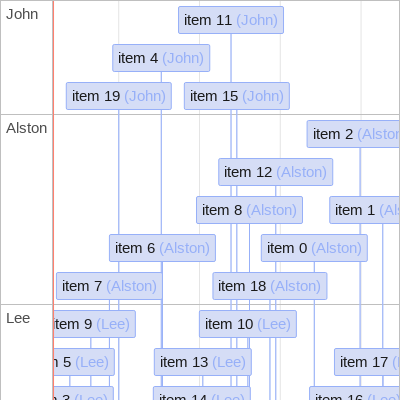 John
item 11 (John)
item 4 (John)
item 19 (John)
item 15 (John)
Alston
item 2 (Alston
item 12 (Alston)
item 8 (Alston)
item 1 (Als
item 6 (Alston)
item 0 (Alston)
item 7 (Alston)
item 18 (Alston)
Lee
item 9 (Lee)
item 10 (Lee)
5 (Lee)
item 13 (Lee)
item 17 (
3 (Lee)
item 14 (Lee)
item 16 (Lee)